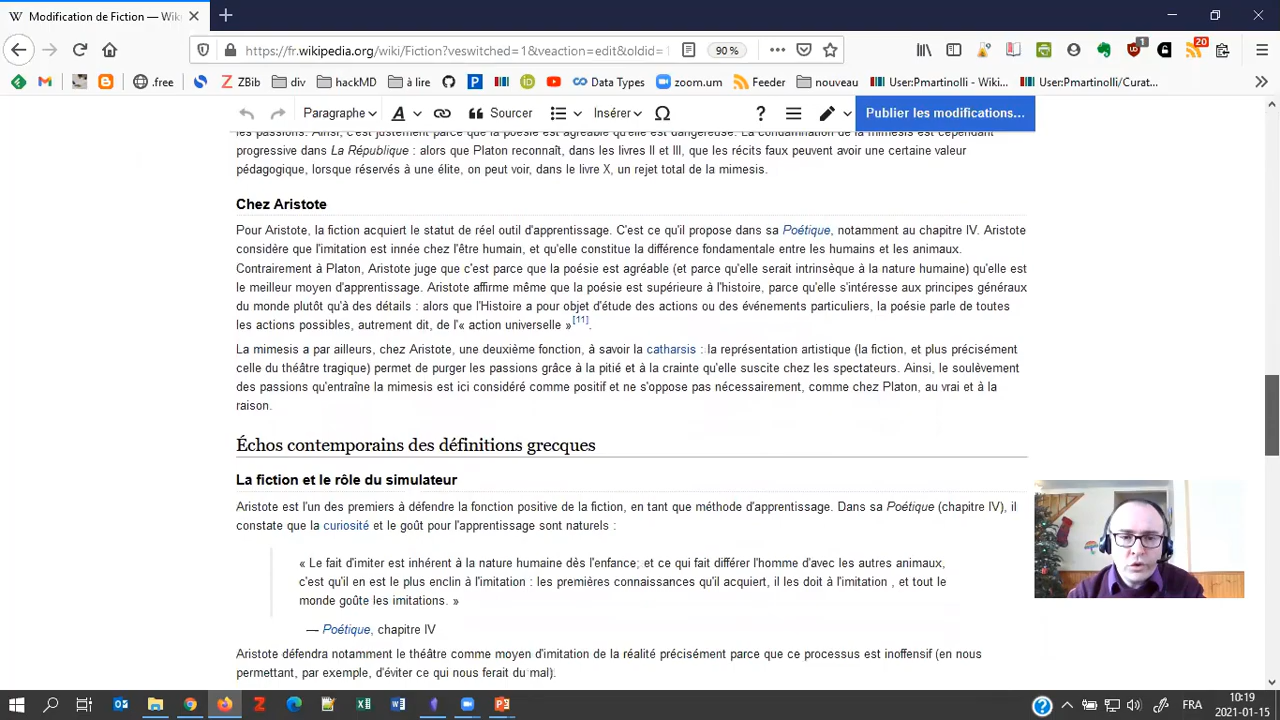 Modification de Fiction — Wiki
https://fr.wikipedia.org/wiki/Fiction?veswitched=1&veaction=edit&oldid=1
90 %
1
20
.free
ZBib
div
hackMD
à lire
Data Types
zoom.um
Feeder
nouveau
User:Pmartinolli - Wiki...
User:Pmartinolli/Curat...
Paragraphe
A
Sourcer
Insérer
Ω
?
Publier les modifications...
les passions. Ainsi, c'est justement parce que la poésie est agréable qu'elle est dangereuse. La condamnation de la mimesis est cependant
progressive dans La République : alors que Platon reconnaît, dans les livres II et III, que les récits faux peuvent avoir une certaine valeur
pédagogique, lorsque réservés à une élite, on peut voir, dans le livre X, un rejet total de la mimesis.
Chez Aristote
Pour Aristote, la fiction acquiert le statut de réel outil d'apprentissage. C'est ce qu'il propose dans sa Poétique, notamment au chapitre IV. Aristote
considère que l'imitation est innée chez l'être humain, et qu'elle constitue la différence fondamentale entre les humains et les animaux.
Contrairement à Platon, Aristote juge que c'est parce que la poésie est agréable (et parce qu'elle serait intrinsèque à la nature humaine) qu'elle est
le meilleur moyen d'apprentissage. Aristote affirme même que la poésie est supérieure à l'histoire, parce qu'elle s'intéresse aux principes généraux
du monde plutôt qu'à des détails : alors que l'Histoire a pour objet d'étude des actions ou des événements particuliers, la poésie parle de toutes
les actions possibles, autrement dit, de l'« action universelle »[11].
La mimesis a par ailleurs, chez Aristote, une deuxième fonction, à savoir la catharsis : la représentation artistique (la fiction, et plus précisément
celle du théâtre tragique) permet de purger les passions grâce à la pitié et à la crainte qu'elle suscite chez les spectateurs. Ainsi, le soulèvement
des passions qu'entraîne la mimesis est ici considéré comme positif et ne s'oppose pas nécessairement, comme chez Platon, au vrai et à la
raison.
Échos contemporains des définitions grecques
La fiction et le rôle du simulateur
Aristote est l'un des premiers à défendre la fonction positive de la fiction, en tant que méthode d'apprentissage. Dans sa Poétique (chapitre IV), il
constate que la curiosité et le goût pour l'apprentissage sont naturels :
« Le fait d'imiter est inhérent à la nature humaine dès l'enfance; et ce qui fait différer l'homme d'avec les autres animaux,
c'est qu'il en est le plus enclin à l'imitation : les premières connaissances qu'il acquiert, il les doit à l'imitation , et tout le
monde goûte les imitations. »
— Poétique, chapitre IV
Aristote défendra notamment le théâtre comme moyen d'imitation de la réalité précisément parce que ce processus est inoffensif (en nous
permettant, par exemple, d'éviter ce qui nous ferait du mal).
FRA
10:19
2021-01-15